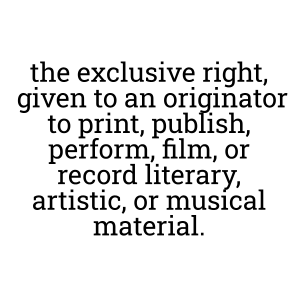 the exclusive right,
given to an originator
to print, publish,
perform, film, or
record literary,
artistic, or musical
material.